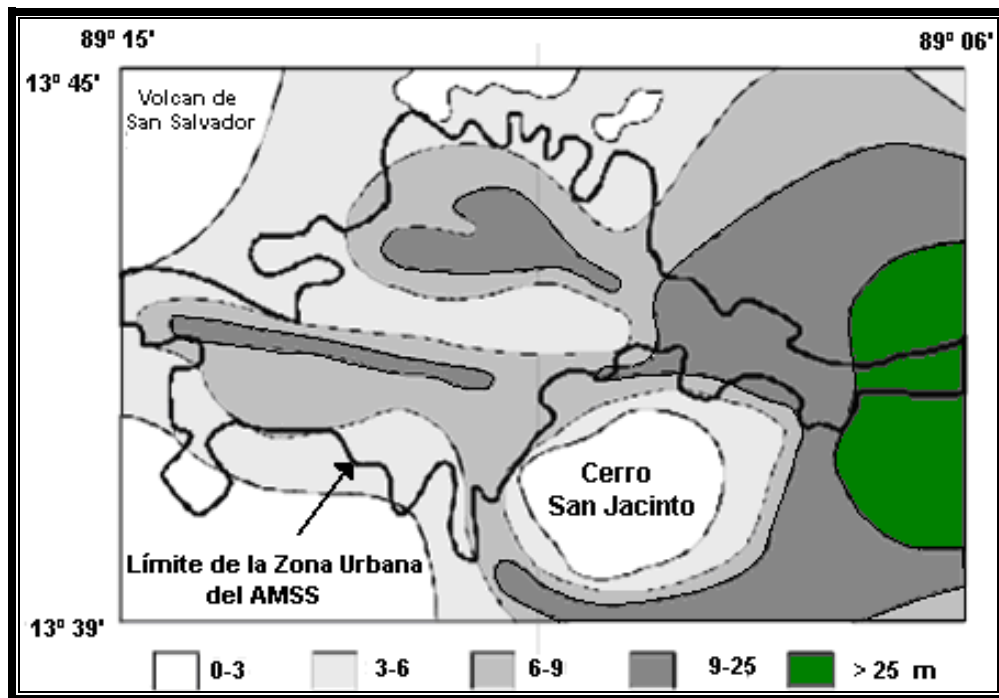 89º 15'
89º 06'
13º 45'
Volcan de
San Salvador
Cerro
San Jacinto
Límite de la Zona Urbana
del AMSS
13º 39'
0-3
3-6
6-9
9-25
> 25 m